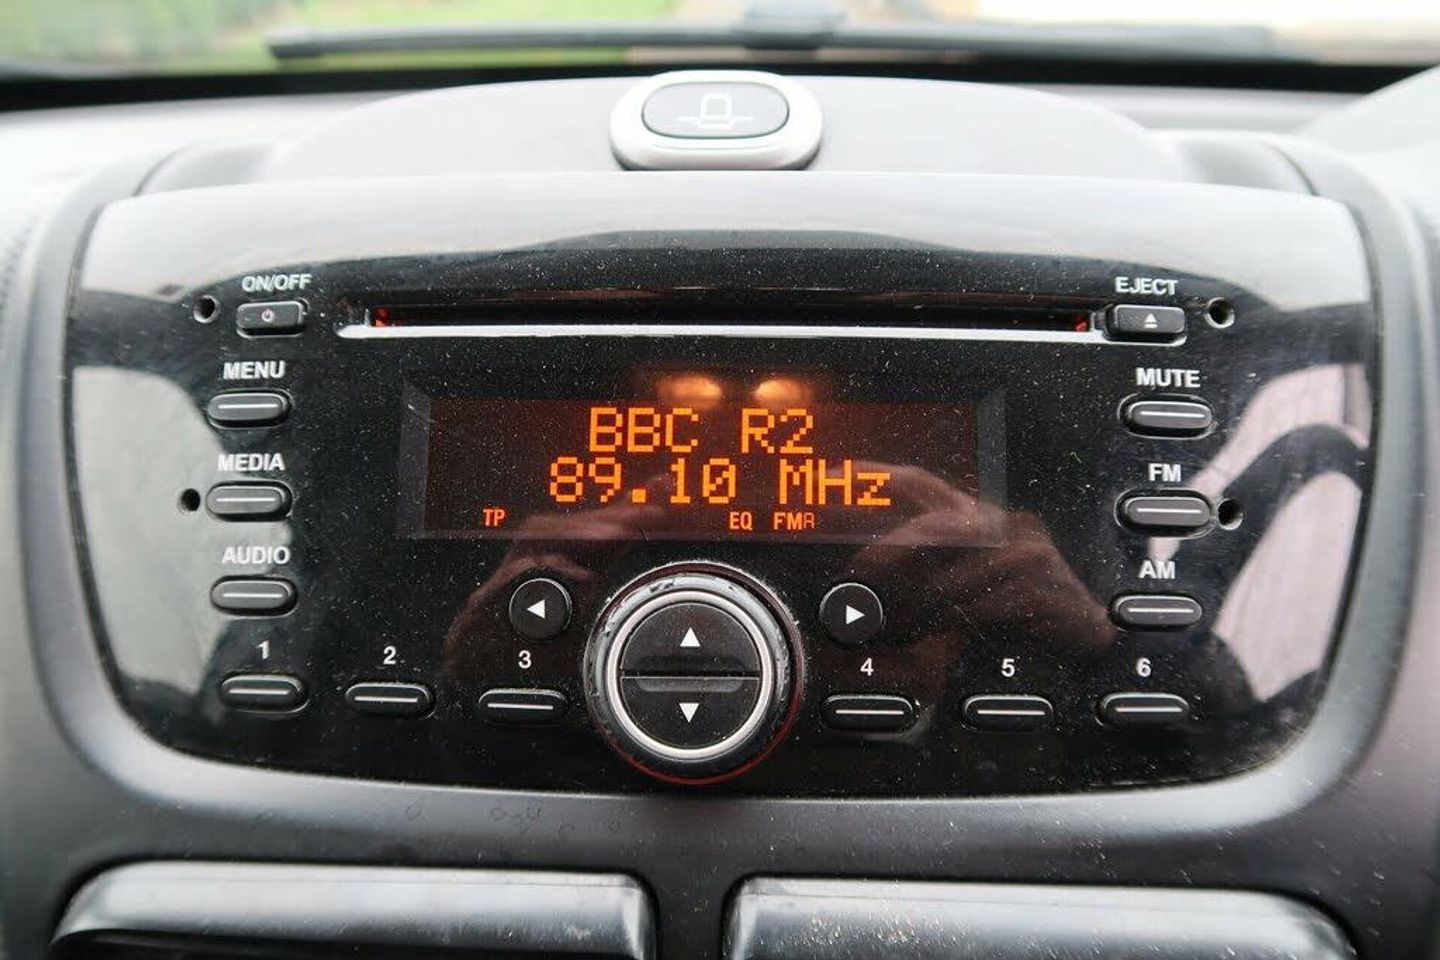 ON/OFF
EJECT
MENU
MUTE
BBC R2
MEDIA
89.10 MHz
FM
TP EQ FMA
AUDIO
AM
1 2 3 4 5 6